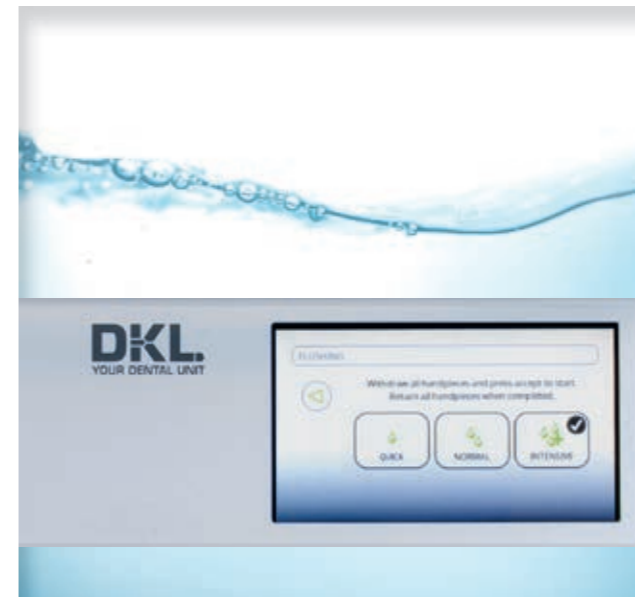 DKL.
YOUR DENTAL UNIT
FLUSHING
Withdraw all handpieces and press accept to start.
Return all handpieces when completed.
QUICK
NORMAL
INTENSIVE